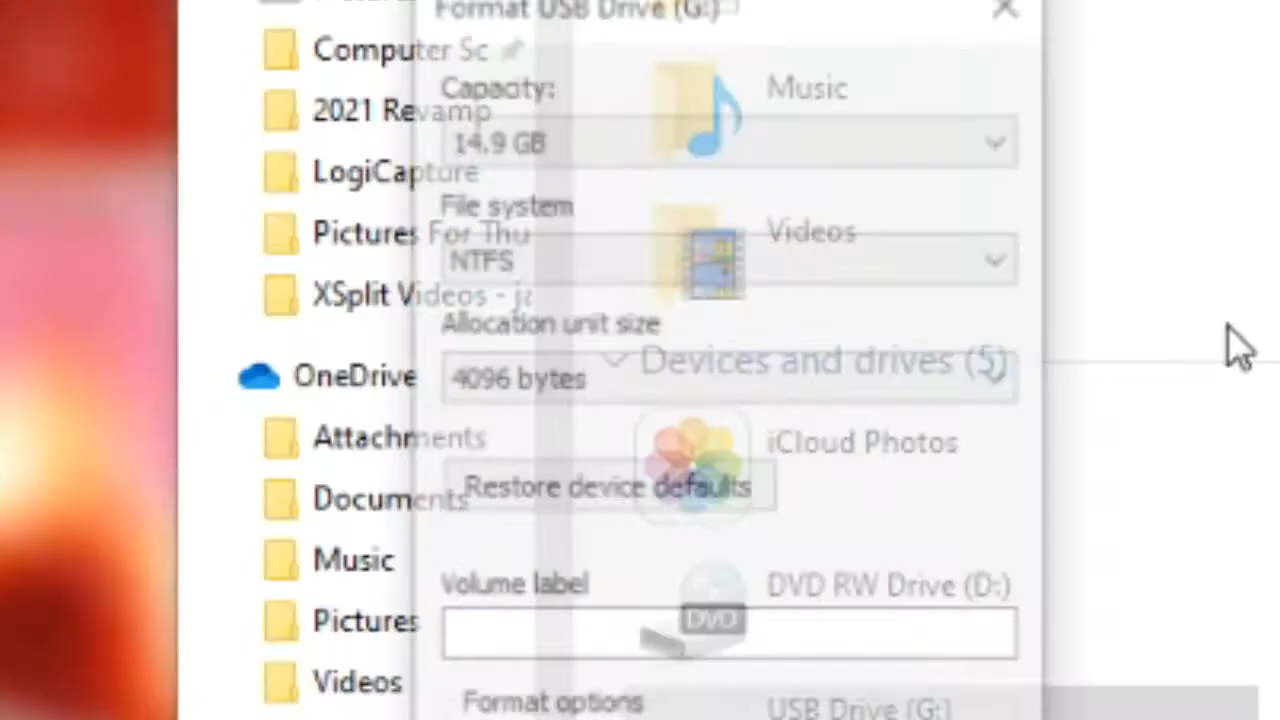 Computer Sc
2021 Revamp
LogiCapture
Pictures For Thu
XSplit Videos - ja
OneDrive
Attachments
Documents
Music
Pictures
Videos
Format USB Drive (G:)
Capacity:
14.9 GB
File system
NTFS
Allocation unit size
4096 bytes
Restore device defaults
Volume label
Format options
Music
Videos
Devices and drives (5)
iCloud Photos
DVD RW Drive (D:)
DVD
USB Drive (G:)